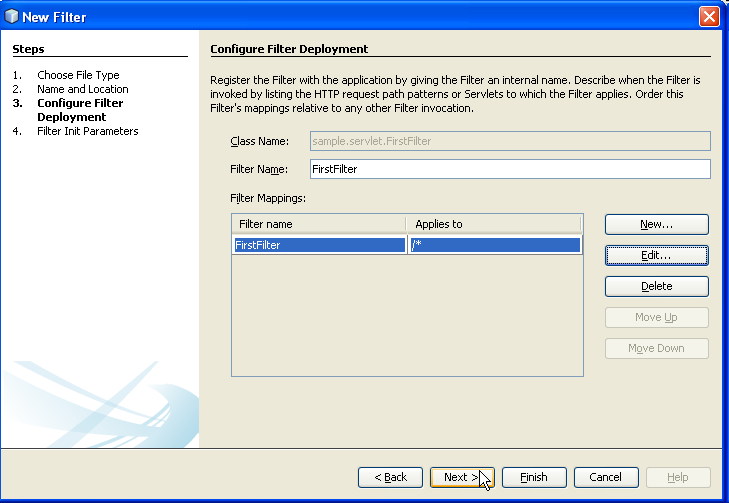 New Filter
Steps
1. Choose File Type
2. Name and Location
3. Configure Filter
Deployment
4. Filter Init Parameters
Configure Filter Deployment
Register the Filter with the application by giving the Filter an internal name. Describe when the Filter is
invoked by listing the HTTP request path patterns or Servlets to which the Filter applies. Order this
Filter's mappings relative to any other Filter invocation.
Class Name: sample.servlet.FirstFilter
Filter Name: FirstFilter
Filter Mappings:
Filter name Applies to
FirstFilter /*
New...
Edit...
Delete
Move Up
Move Down
< Back Next > Finish Cancel Help